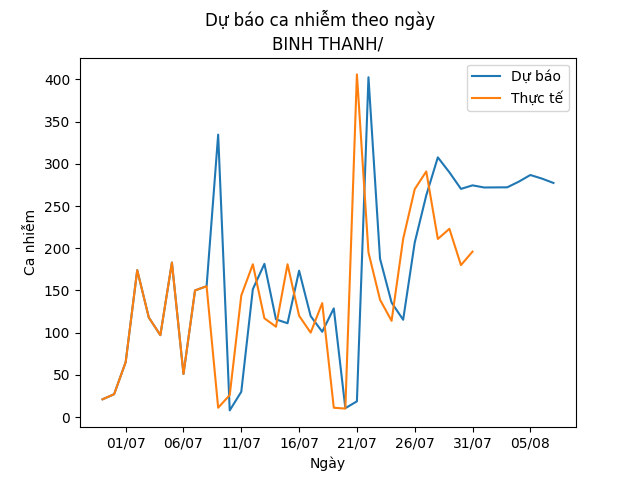 Dự báo ca nhiễm theo ngày
BINH THANH/
Dự báo
Thực tế
Ca nhiễm
400
350
300
250
200
150
100
50
0
01/07 06/07 11/07 16/07 21/07 26/07 31/07 05/08
Ngày